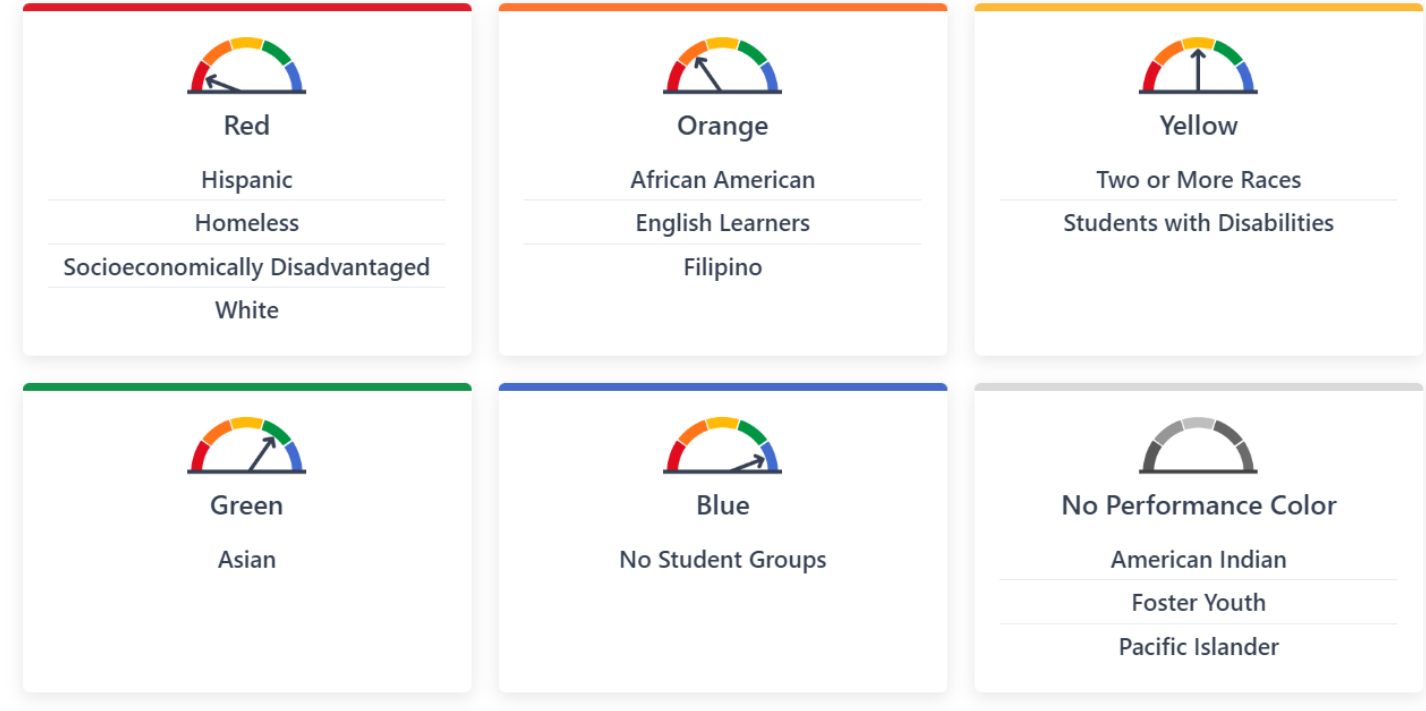 Red
Hispanic
Homeless
Socioeconomically Disadvantaged
White
Orange
African American
English Learners
Filipino
Yellow
Two or More Races
Students with Disabilities
Green
Asian
Blue
No Student Groups
No Performance Color
American Indian
Foster Youth
Pacific Islander